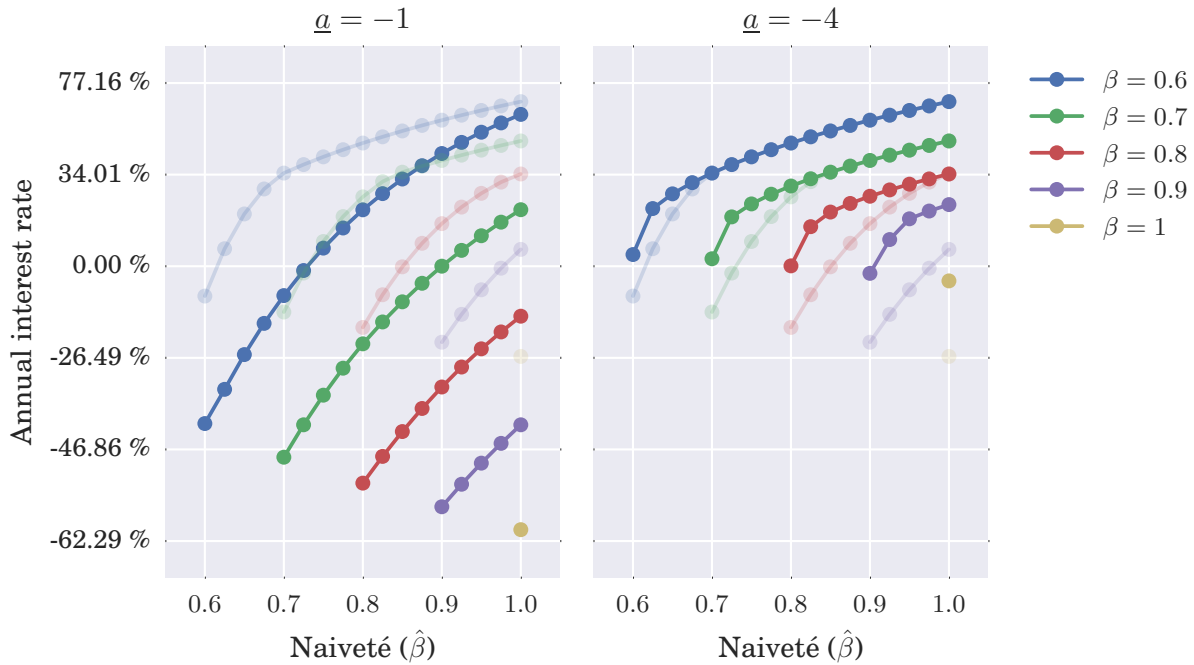 a = −1
a = −4
77.16 %
34.01 %
0.00 %
-26.49 %
-46.86 %
-62.29 %
Annual interest rate
0.6 0.7 0.8 0.9 1.0
0.6 0.7 0.8 0.9 1.0
Naiveté (β̂)
Naiveté (β̂)
β = 0.6
β = 0.7
β = 0.8
β = 0.9
β = 1